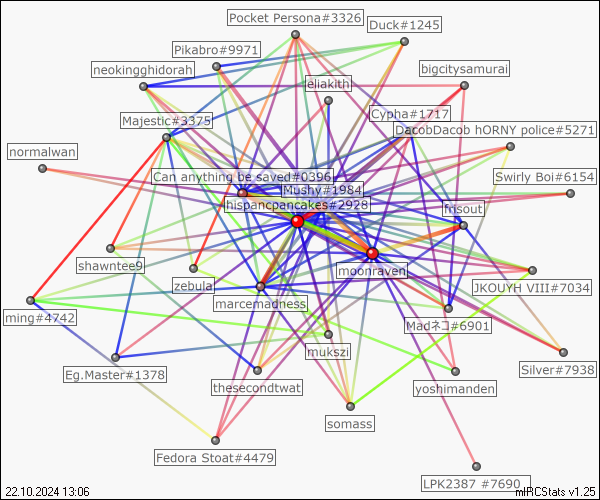 Pocket Persona#3326
Duck#1245
Pikabro#9971
neokingghidorah
bigcitysamurai
eliakith
Cypha#1717
Majestic#3375
DacobDacob hORNY police#5271
normalwan
Can anything be saved#0396
Swirly Boi#6154
Mushy#1984
hispancpancakes#2928
frisout
shawntee9
moonraven
zebula
JKOUYH VIII#7034
marcemadness
ming#4742
Madネコ#6901
mukszi
Eg.Master#1378
Silver#7938
thesecondtwat
yoshimanden
somass
Fedora Stoat#4479
LPK2387 #7690
22.10.2024 13:06
mIRCStats v1.25